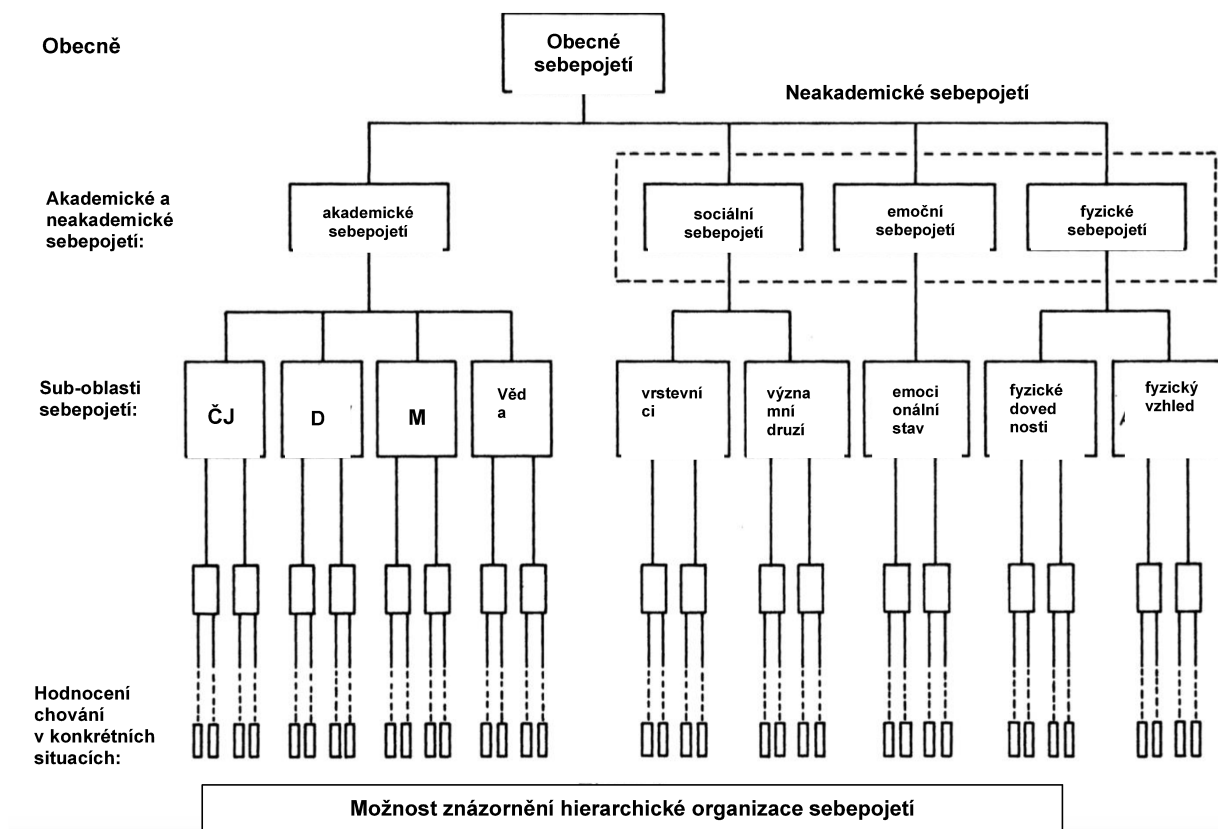 Obecně
Obecné
sebepojetí
Neakademické sebepojetí
Akademické a
neakademické
sebepojetí:
akademické
sebepojetí
sociální
sebepojetí
emoční
sebepojetí
fyzické
sebepojetí
Sub-oblasti
sebepojetí:
ČJ
D
M
Věd
a
vrstevní
ci
význa
mní
druzí
emoci
onální
stav
fyzické
doved
nosti
fyzický
vzhled
Hodnocení
chování
v konkrétních
situacích:
Možnost znázornění hierarchické organizace sebepojetí